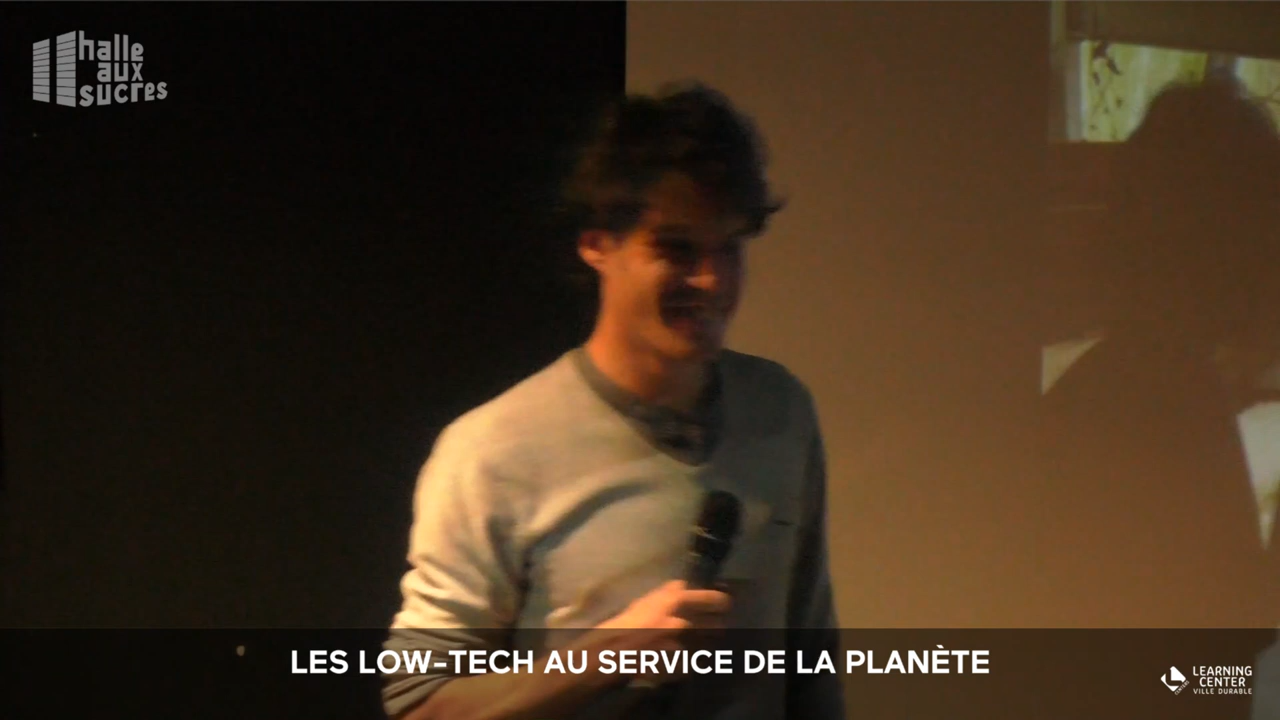 halle
aux
sucres
LES LOW-TECH AU SERVICE DE LA PLANÈTE
LEARNING
CENTER
VILLE DURABLE